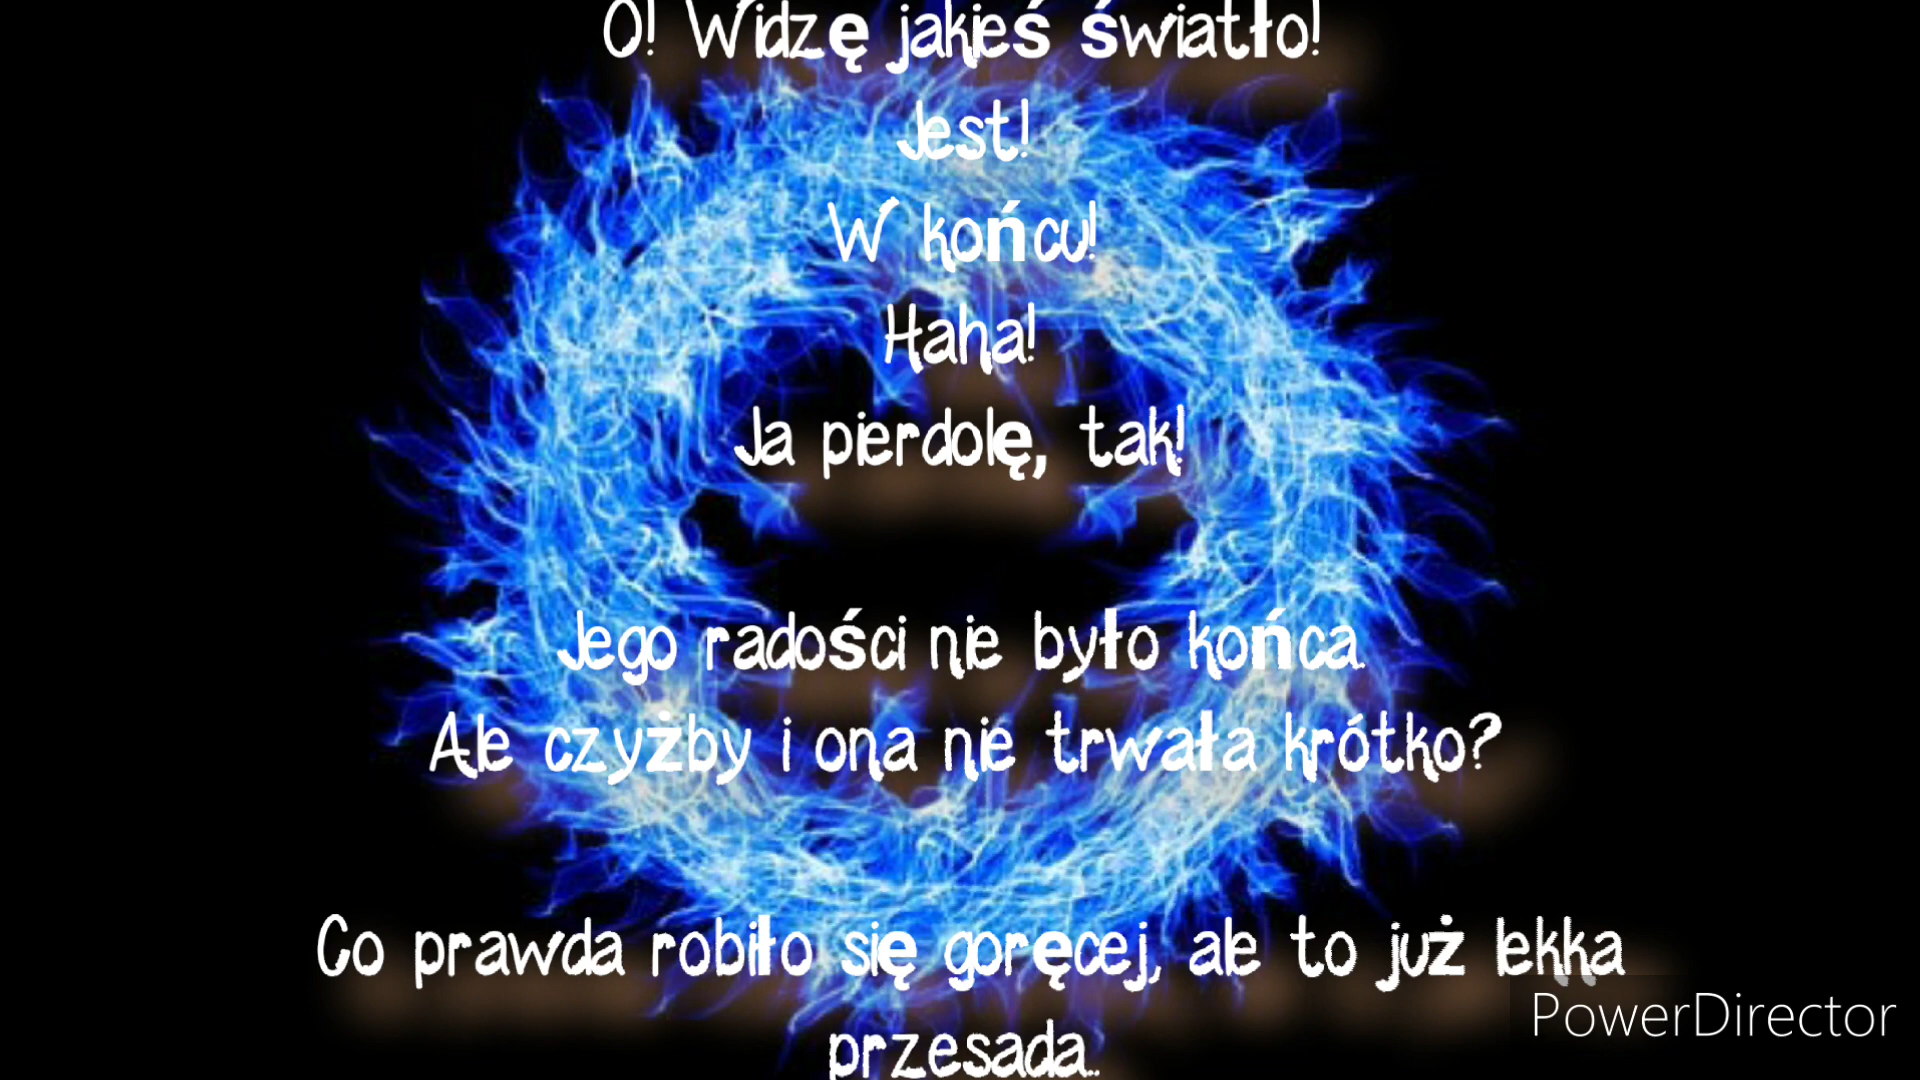 O! Widzę jakieś światło!
Jest!
W końcu!
Haha!
Ja pierdolę, tak!
Jego radości nie było końca.
Ale czyżby i ona nie trwała krótko?
Co prawda robiło się goręcej, ale to już lekka
przesada..
PowerDirector